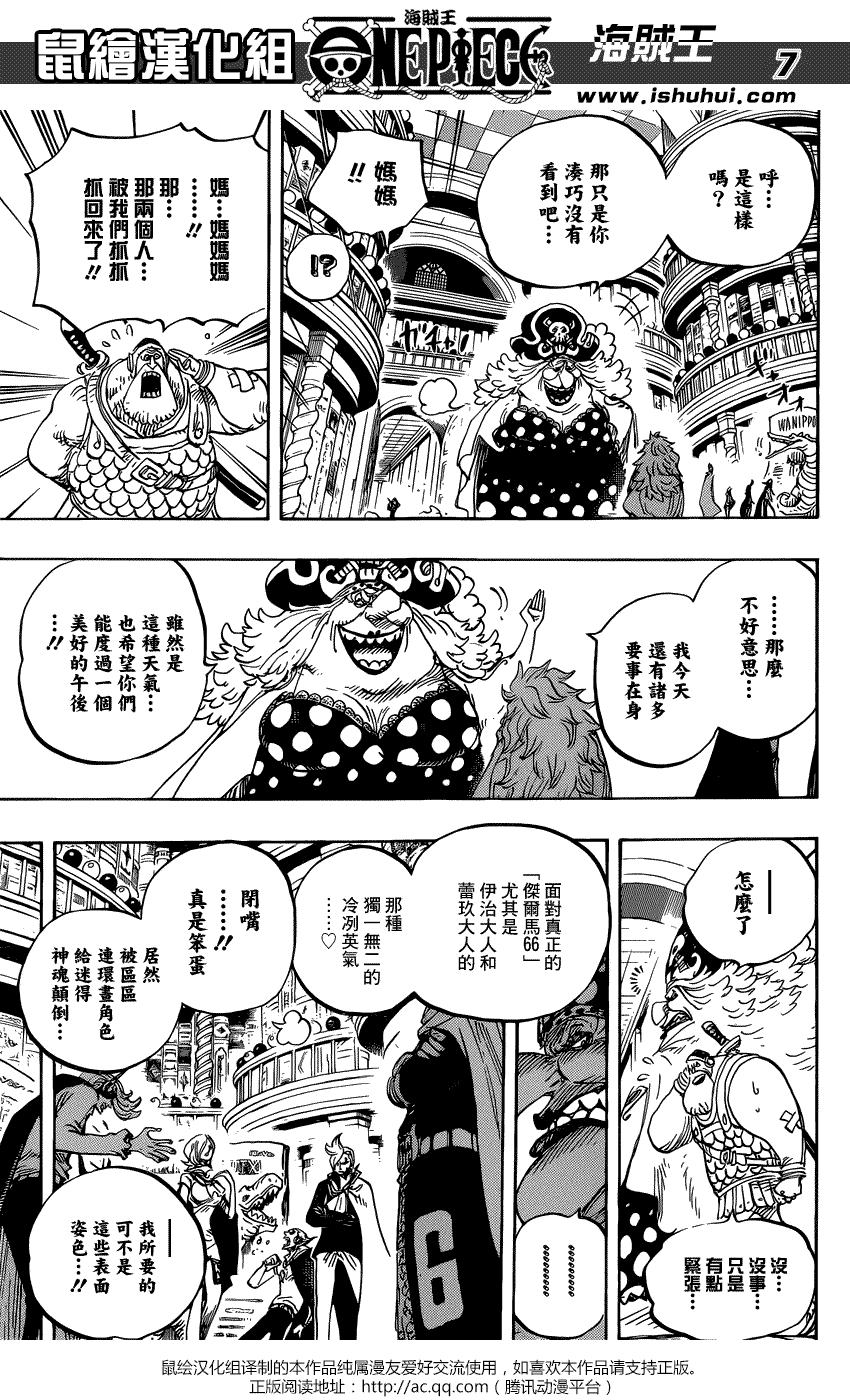 鼠繪漢化組
海賊王
ONE PIECE
海賊王
7
www.ishuhui.com
呼…
是這樣
嗎？
那只是你
湊巧沒有
看到吧…
媽媽
!!
!?
ガチャン
WANIPPO
媽…媽媽媽
……!!
那…
那兩個人…
被我們抓抓
抓回來了!!
……那麼
不好意思…
我今天
還有諸多
要事在身
雖然是
這種天氣…
也希望你們
能度過一個
美好的午後
…!!
——
怎麼了
沒…
沒事…
只是
有點
緊張…
…………
面對真正的
「傑爾馬66」
尤其是
伊治大人和
蕾玖大人的
那種
獨一無二的
冷冽英氣
……♡
閉嘴
……!!
真是笨蛋
居然
被區區
連環畫角色
給迷得
神魂顛倒…
——
我所要的
可不是
這些表面
姿色…!!
6
鼠绘汉化组译制的本作品纯属漫友爱好交流使用，如喜欢本作品请支持正版。
正版阅读地址：http://ac.qq.com（腾讯动漫平台）